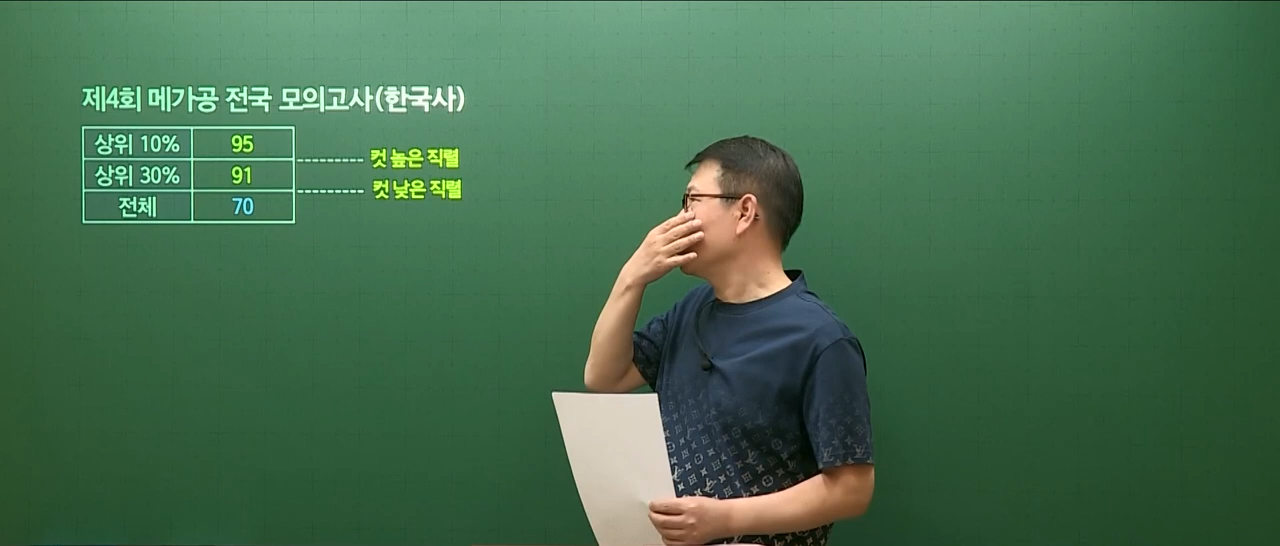 제4회 메가공 전국 모의고사(한국사)
상위 10% 95
컷 높은 직렬
상위 30% 91
컷 낮은 직렬
전체 70